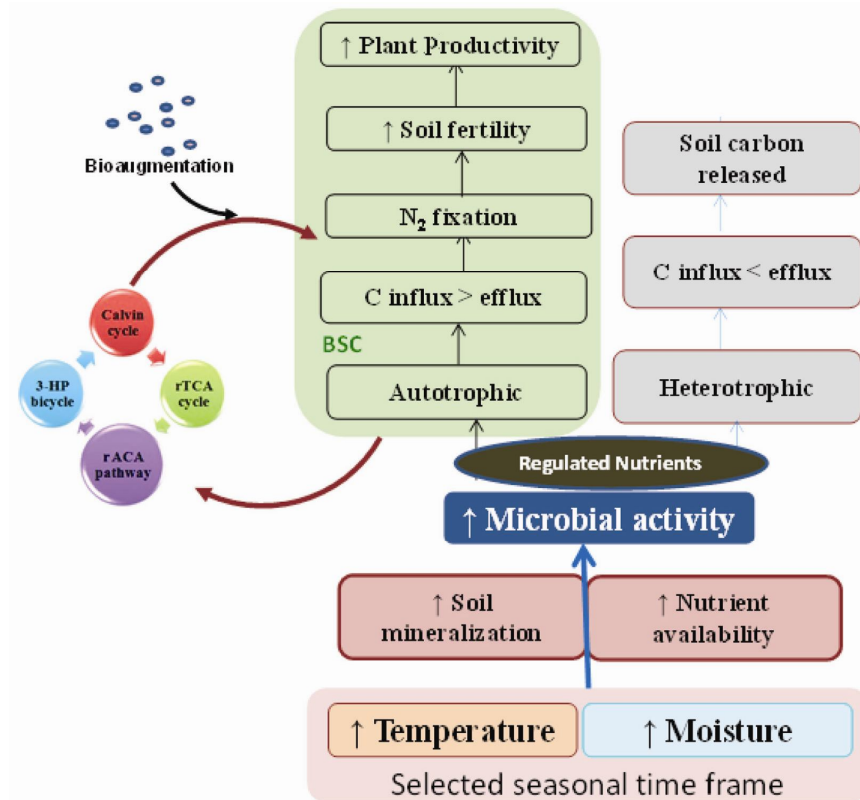 ↑ Plant Productivity
↑ Soil fertility
N₂ fixation
C influx > efflux
BSC
Autotrophic
Bioaugmentation
Calvin
cycle
3-HP
bicycle
rTCA
cycle
rACA
pathway
Soil carbon
released
C influx < efflux
Heterotrophic
Regulated Nutrients
↑ Microbial activity
↑ Soil
mineralization
↑ Nutrient
availability
↑ Temperature
↑ Moisture
Selected seasonal time frame